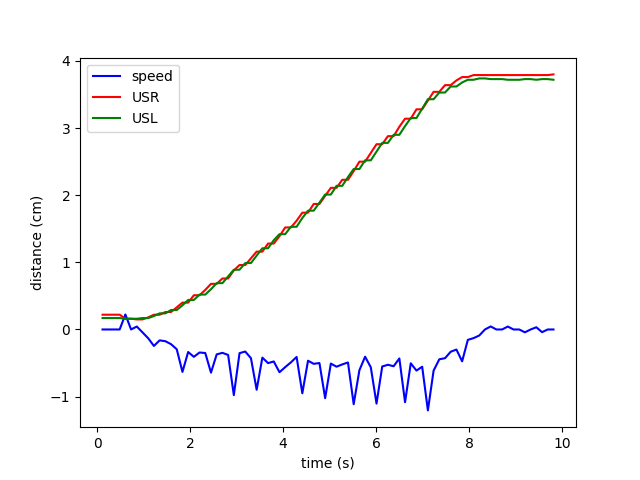 4
3
2
1
0
−1
distance (cm)
speed
USR
USL
0 2 4 6 8 10
time (s)